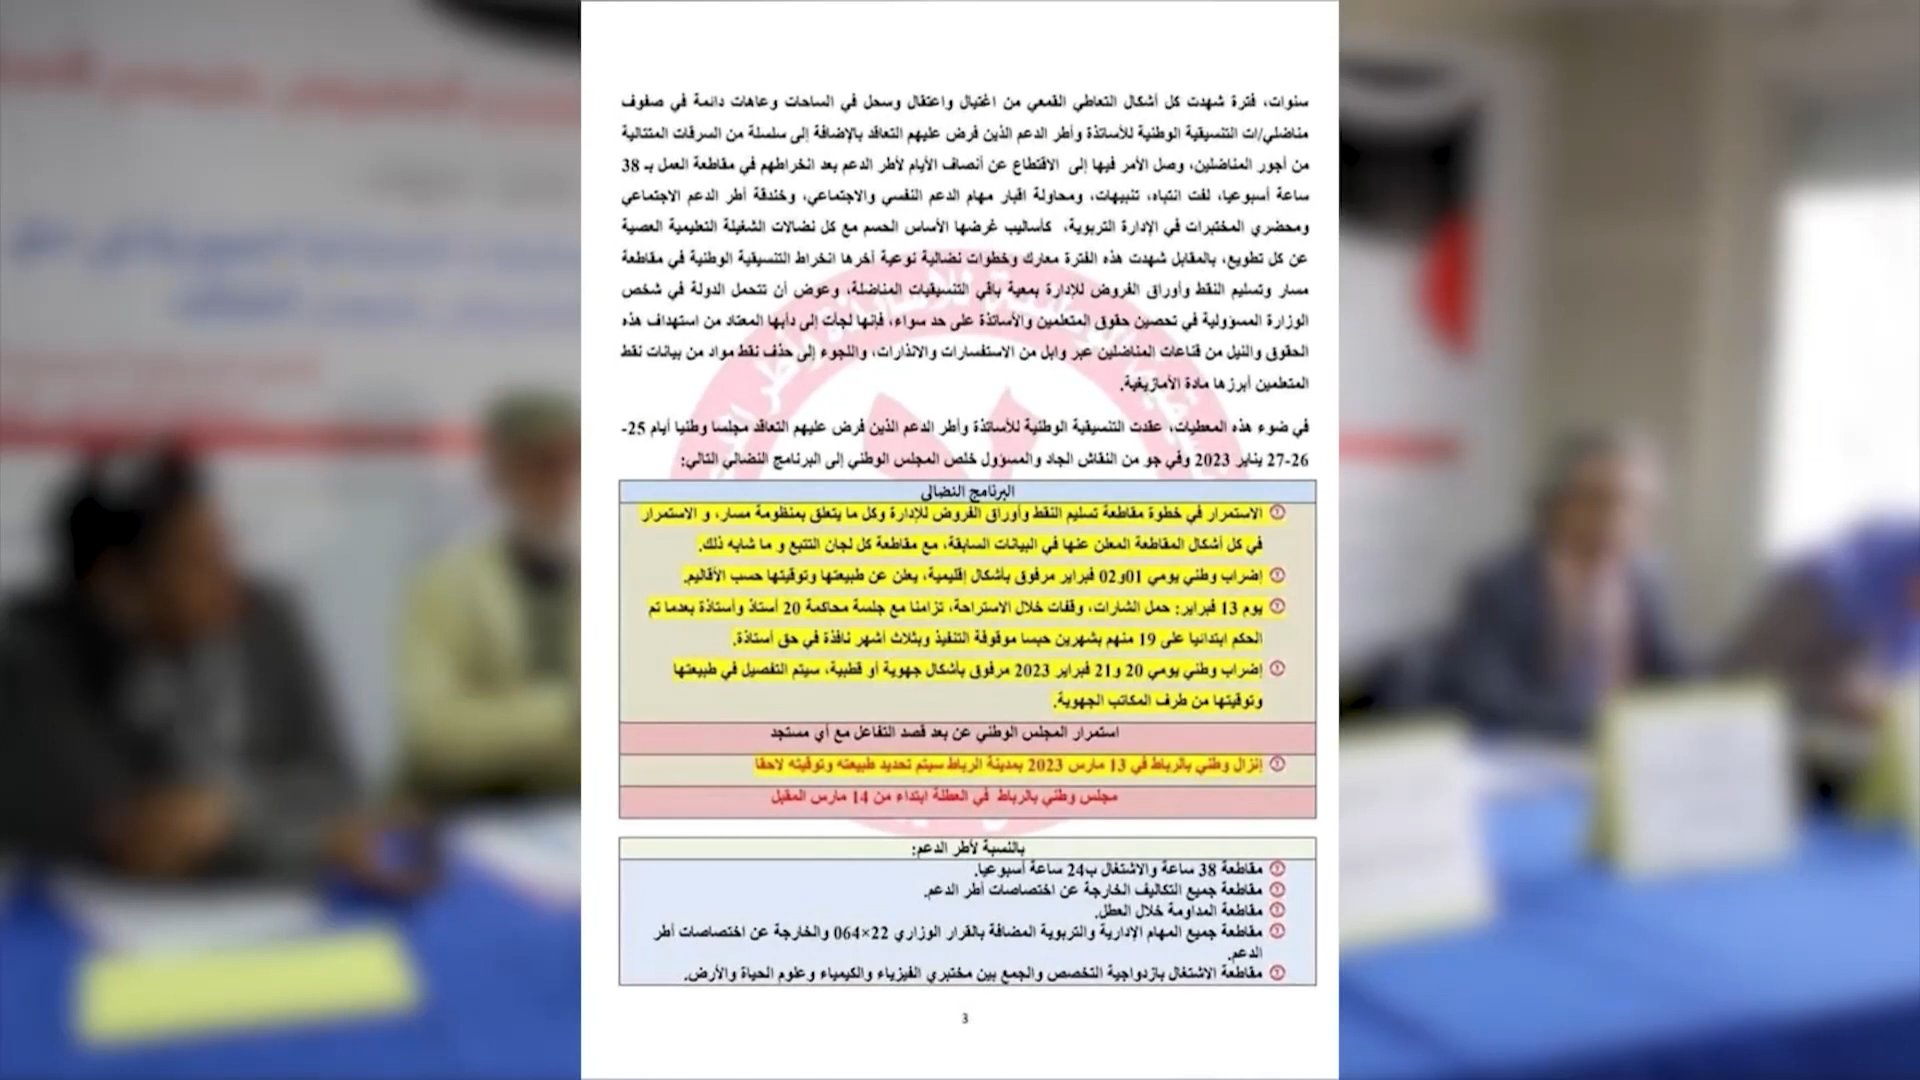 سنوات، فترة شهدت كل أشكال التعاطي القمعي من اغتيال واعتقال وسحل في الساحات وعاهات دائمة في صفوف
مناضلي/ات التنسيقية الوطنية للأساتذة وأطر الدعم الذين فرض عليهم التعاقد بالإضافة إلى سلسلة من السرقات المتتالية
من أجور المناضلين، وصل الأمر فيها إلى الاقتطاع عن أنصاف الأيام لأطر الدعم بعد انخراطهم في مقاطعة العمل بـ 38
ساعة أسبوعيا، لفت انتباه، تنبيهات، ومحاولة اقبار مهام الدعم النفسي والاجتماعي، وخندقة أطر الدعم الاجتماعي
ومحضري المختبرات في الإدارة التربوية، كأساليب غرضها الأساس الحسم مع كل نضالات الشغيلة التعليمية العصية
عن كل تطويع، بالمقابل شهدت هذه الفترة معارك وخطوات نضالية نوعية أخرها انخراط التنسيقية الوطنية في مقاطعة
مسار وتسليم النقط وأوراق الفروض للإدارة بمعية باقي التنسيقيات المناضلة، وعوض أن تتحمل الدولة في شخص
الوزارة المسؤولية في تحصين حقوق المتعلمين والأساتذة على حد سواء، فإنها لجأت إلى دأبها المعتاد من استهداف هذه
الحقوق والنيل من قناعات المناضلين عبر وابل من الاستفسارات والانذارات، واللجوء إلى حذف نقط مواد من بيانات نقط
المتعلمين أبرزها مادة الأمازيغية.
في ضوء هذه المعطيات، عقدت التنسيقية الوطنية للأساتذة وأطر الدعم الذين فرض عليهم التعاقد مجلسا وطنيا أيام 25-
26-27 يناير 2023 وفي جو من النقاش الجاد والمسؤول خلص المجلس الوطني إلى البرنامج النضالي التالي:
البرنامج النضالي
الاستمرار في خطوة مقاطعة تسليم النقط وأوراق الفروض للإدارة وكل ما يتعلق بمنظومة مسار، و الاستمرار
في كل أشكال المقاطعة المعلن عنها في البيانات السابقة، مع مقاطعة كل لجان التتبع و ما شابه ذلك.
إضراب وطني يومي 01و02 فبراير مرفوق بأشكال إقليمية، يعلن عن طبيعتها وتوقيتها حسب الأقاليم.
يوم 13 فبراير: حمل الشارات، وقفات خلال الاستراحة، تزامنا مع جلسة محاكمة 20 أستاذ وأستاذة بعدما تم
الحكم ابتدائيا على 19 منهم بشهرين حبسا موقوفة التنفيذ وبثلاث أشهر نافذة في حق أستاذة.
إضراب وطني يومي 20 و21 فبراير 2023 مرفوق بأشكال جهوية أو قطبية، سيتم التفصيل في طبيعتها
وتوقيتها من طرف المكاتب الجهوية.
استمرار المجلس الوطني عن بعد قصد التفاعل مع أي مستجد
إنزال وطني بالرباط في 13 مارس 2023 بمدينة الرباط سيتم تحديد طبيعته وتوقيته لاحقا
مجلس وطني بالرباط في العطلة ابتداء من 14 مارس المقبل
بالنسبة لأطر الدعم:
مقاطعة 38 ساعة والاشتغال ب24 ساعة أسبوعيا.
مقاطعة جميع التكاليف الخارجة عن اختصاصات أطر الدعم.
مقاطعة المداومة خلال العطل.
مقاطعة جميع المهام الإدارية والتربوية المضافة بالقرار الوزاري 22×064 والخارجة عن اختصاصات أطر
الدعم.
مقاطعة الاشتغال بازدواجية التخصص والجمع بين مختبري الفيزياء والكيمياء وعلوم الحياة والأرض.
3